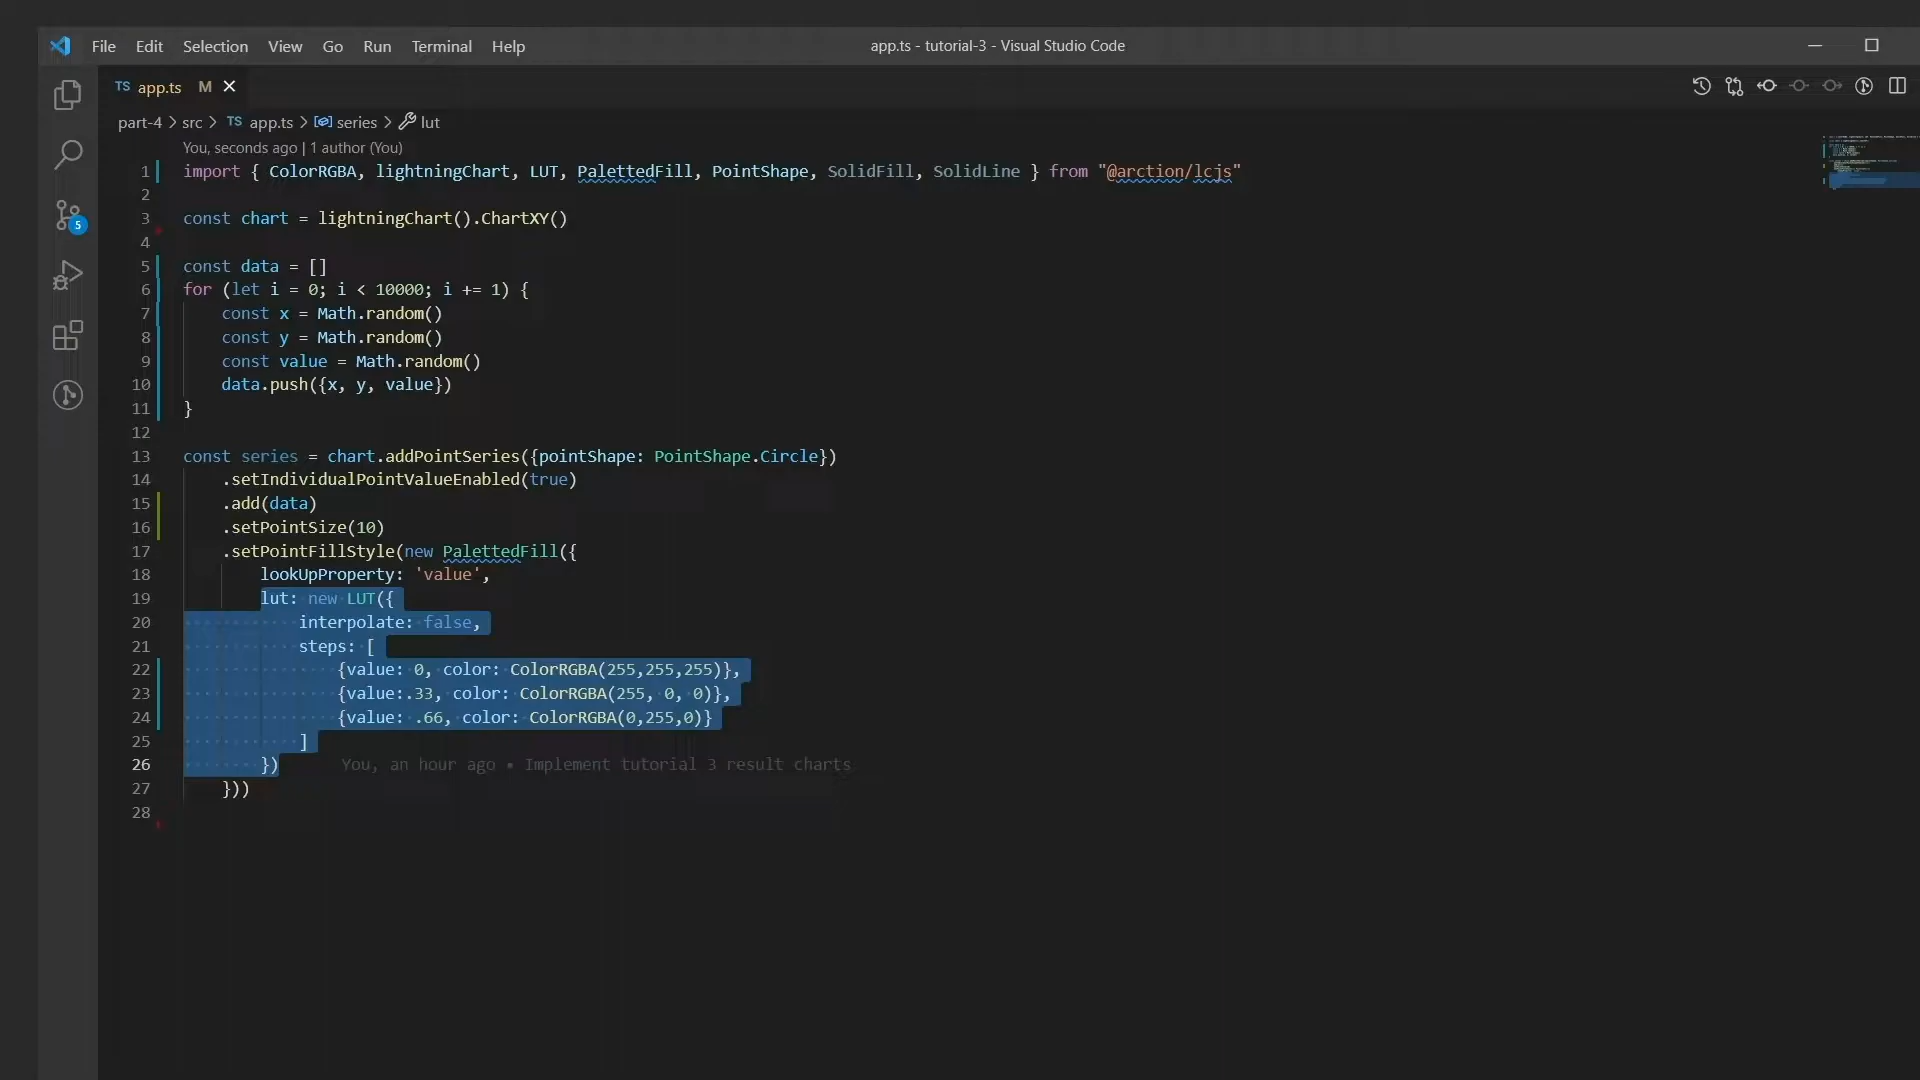 File Edit Selection View Go Run Terminal Help
app.ts - tutorial-3 - Visual Studio Code
TS app.ts M
part-4 > src > TS app.ts > series > lut
You, seconds ago | 1 author (You)
1 import { ColorRGBA, lightningChart, LUT, PalettedFill, PointShape, SolidFill, SolidLine } from "@arction/lcjs"
2
3 const chart = lightningChart().ChartXY()
4
5 const data = []
6 for (let i = 0; i < 10000; i += 1) {
7 const x = Math.random()
8 const y = Math.random()
9 const value = Math.random()
10 data.push({x, y, value})
11 }
12
13 const series = chart.addPointSeries({pointShape: PointShape.Circle})
14 .setIndividualPointValueEnabled(true)
15 .add(data)
16 .setPointSize(10)
17 .setPointFillStyle(new PalettedFill({
18 lookUpProperty: 'value',
19 lut: new LUT({
20 interpolate: false,
21 steps: [
22 {value: 0, color: ColorRGBA(255,255,255)},
23 {value:.33, color: ColorRGBA(255, 0, 0)},
24 {value: .66, color: ColorRGBA(0,255,0)}
25 ]
26 }) You, an hour ago • Implement tutorial 3 result charts
27 }))
28
5